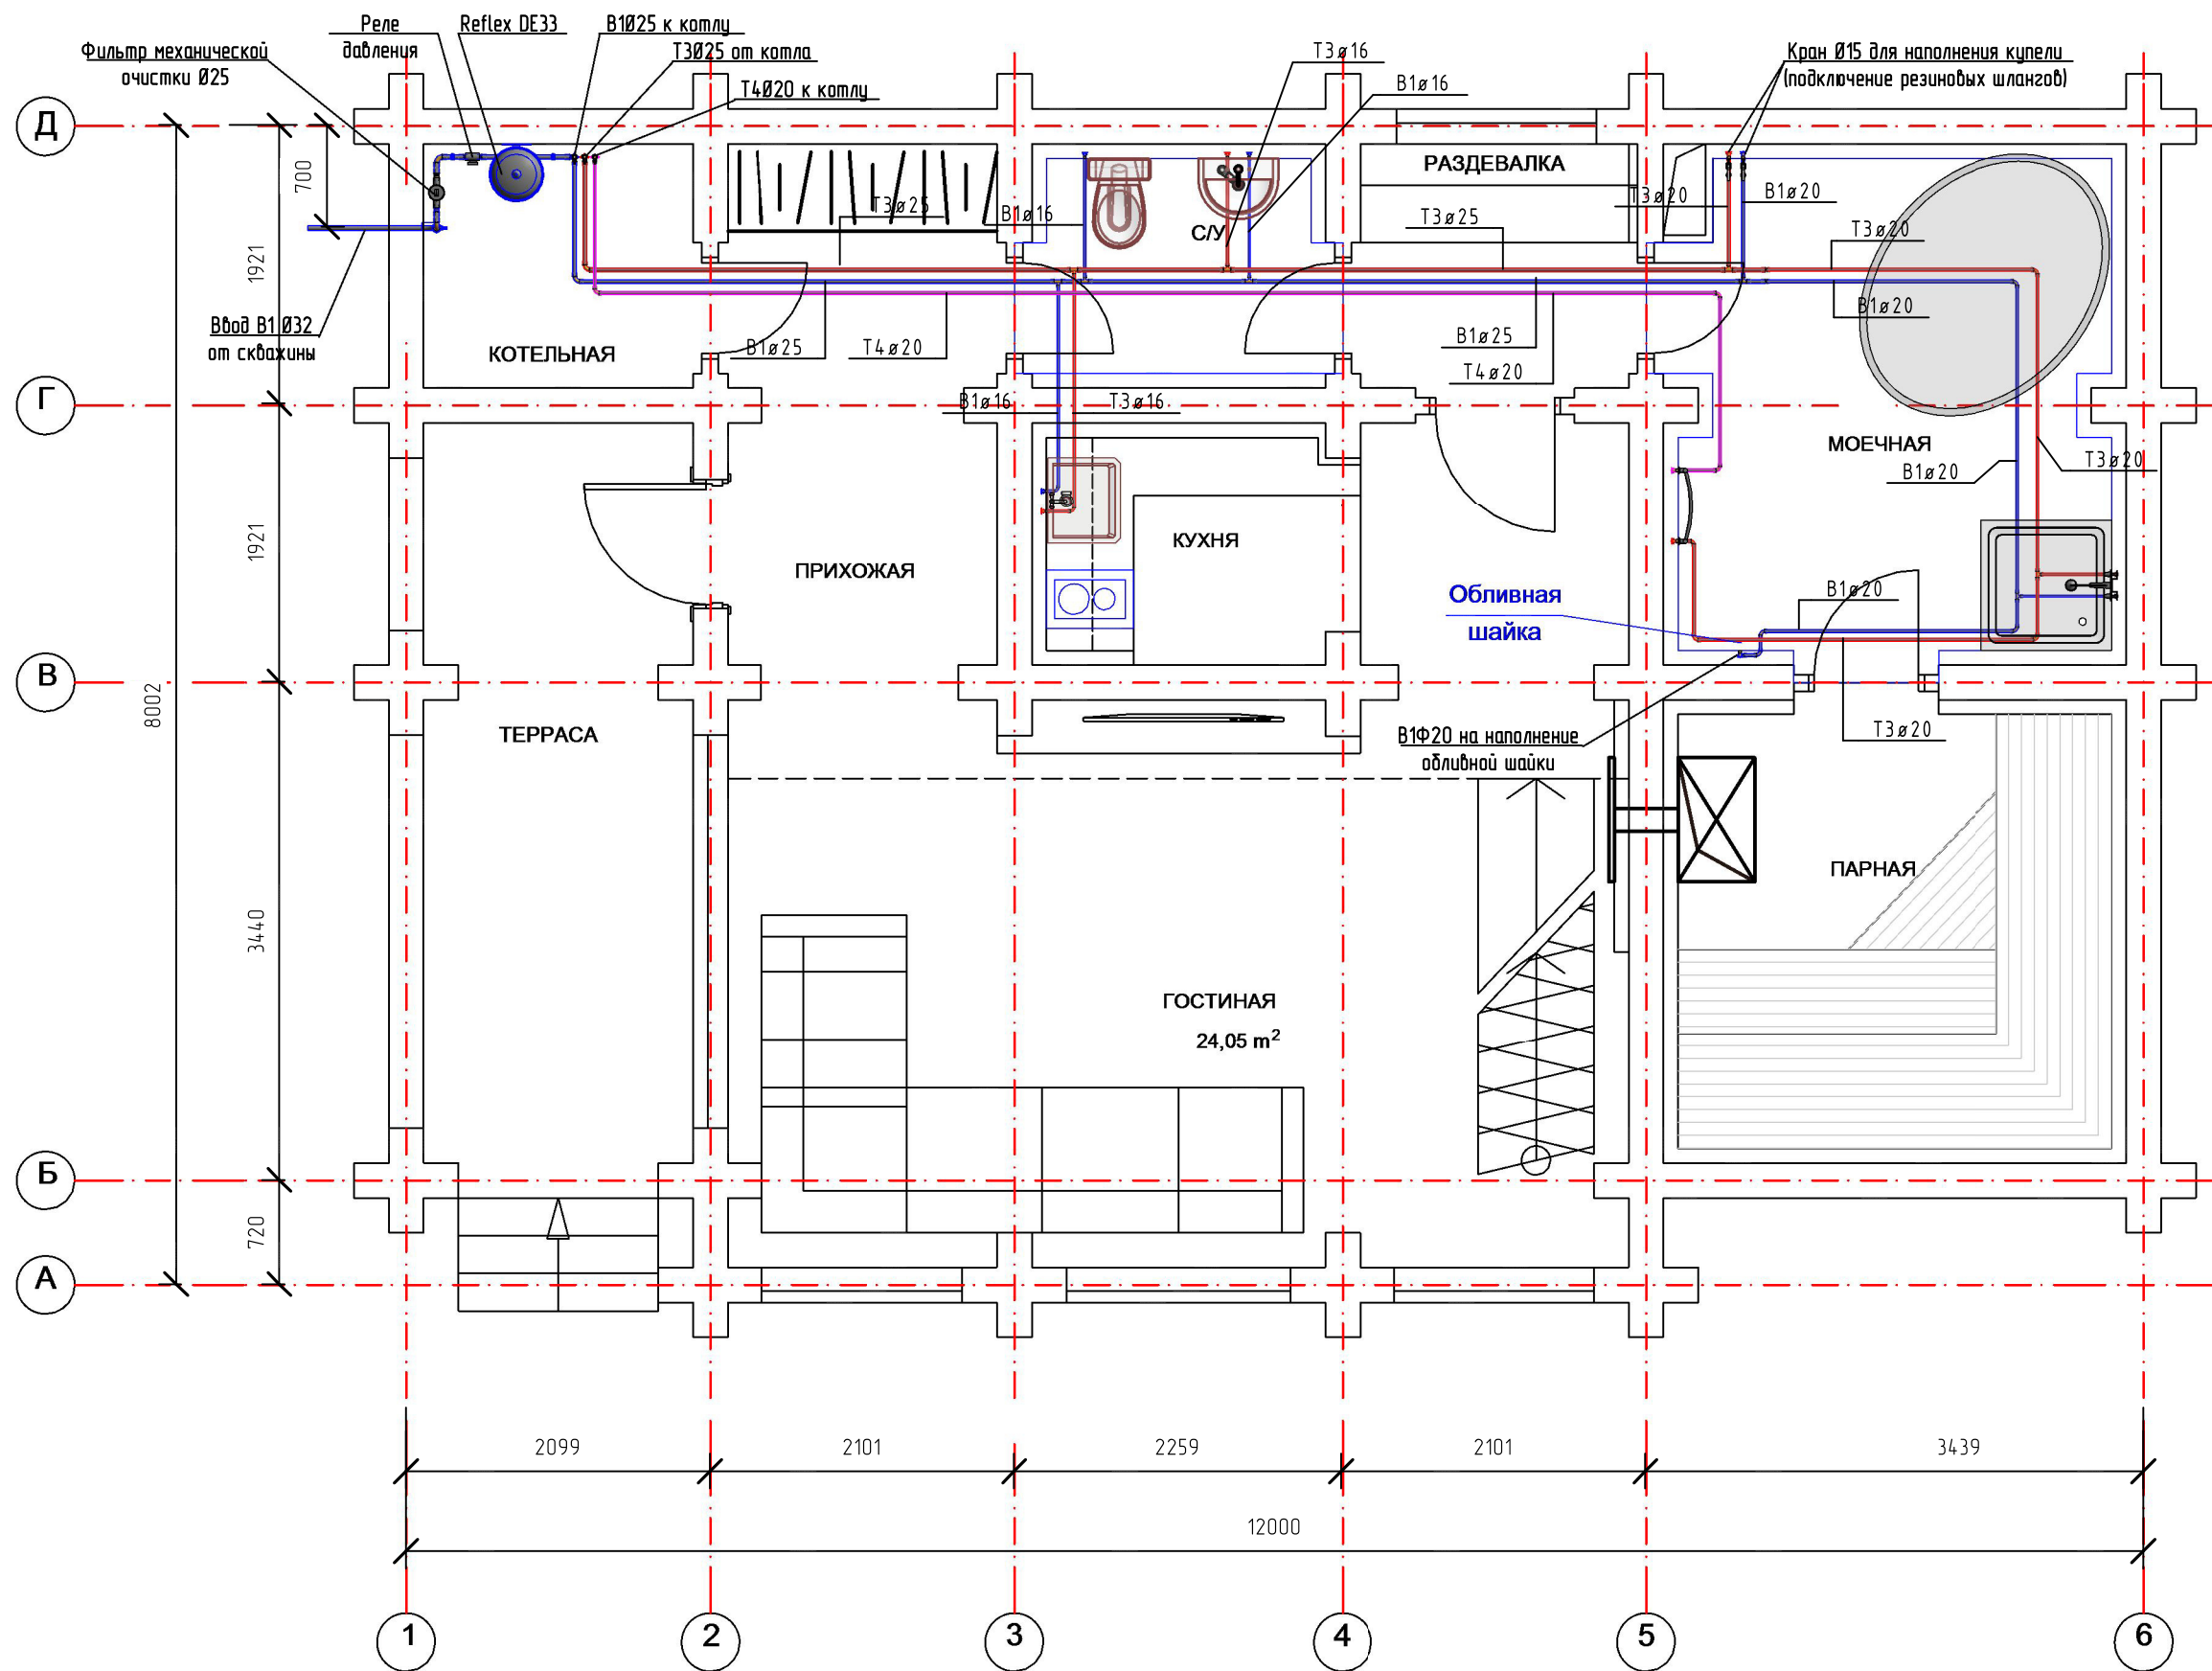 Реле
давления
Reflex DE33
В1Ø25 к котлу
Т3Ø25 от котла
Т4Ø20 к котлу
Фильтр механической
очистки Ø25
Т3ø16
В1ø16
Кран Ø15 для наполнения купели
(подключение резиновых шлангов)
Д
700
1921
Т3ø25
В1ø16
С/У
РАЗДЕВАЛКА
Т3ø25
Т3ø20
В1ø20
Т3ø20
В1ø20
Ввод В1 Ø32
от скважины
КОТЕЛЬНАЯ
В1ø25
Т4ø20
В1ø25
Т4ø20
Г
В1ø16
Т3ø16
МОЕЧНАЯ
В1ø20
Т3ø20
1921
ПРИХОЖАЯ
КУХНЯ
Обливная
шайка
В1ø20
В
8002
ТЕРРАСА
В1Ф20 на наполнение
обливной шайки
Т3ø20
ПАРНАЯ
3440
ГОСТИНАЯ
24,05 m²
Б
720
А
2099
2101
2259
2101
3439
12000
1
2
3
4
5
6